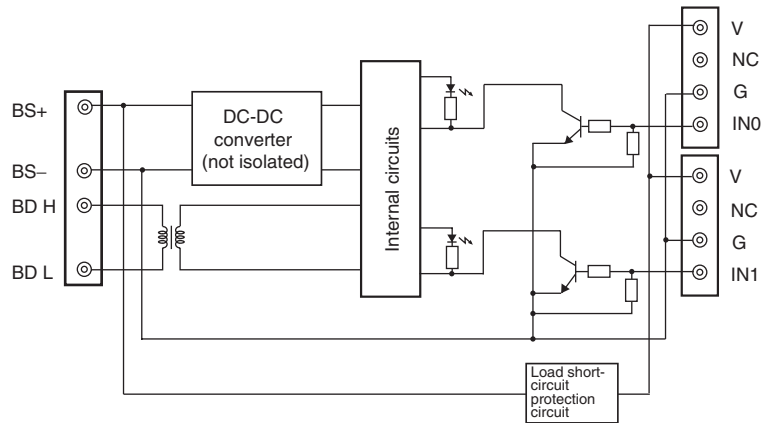 BS+
BS–
BD H
BD L
DC-DC
converter
(not isolated)
Internal circuits
V
NC
G
IN0
V
NC
G
IN1
Load short-
circuit
protection
circuit